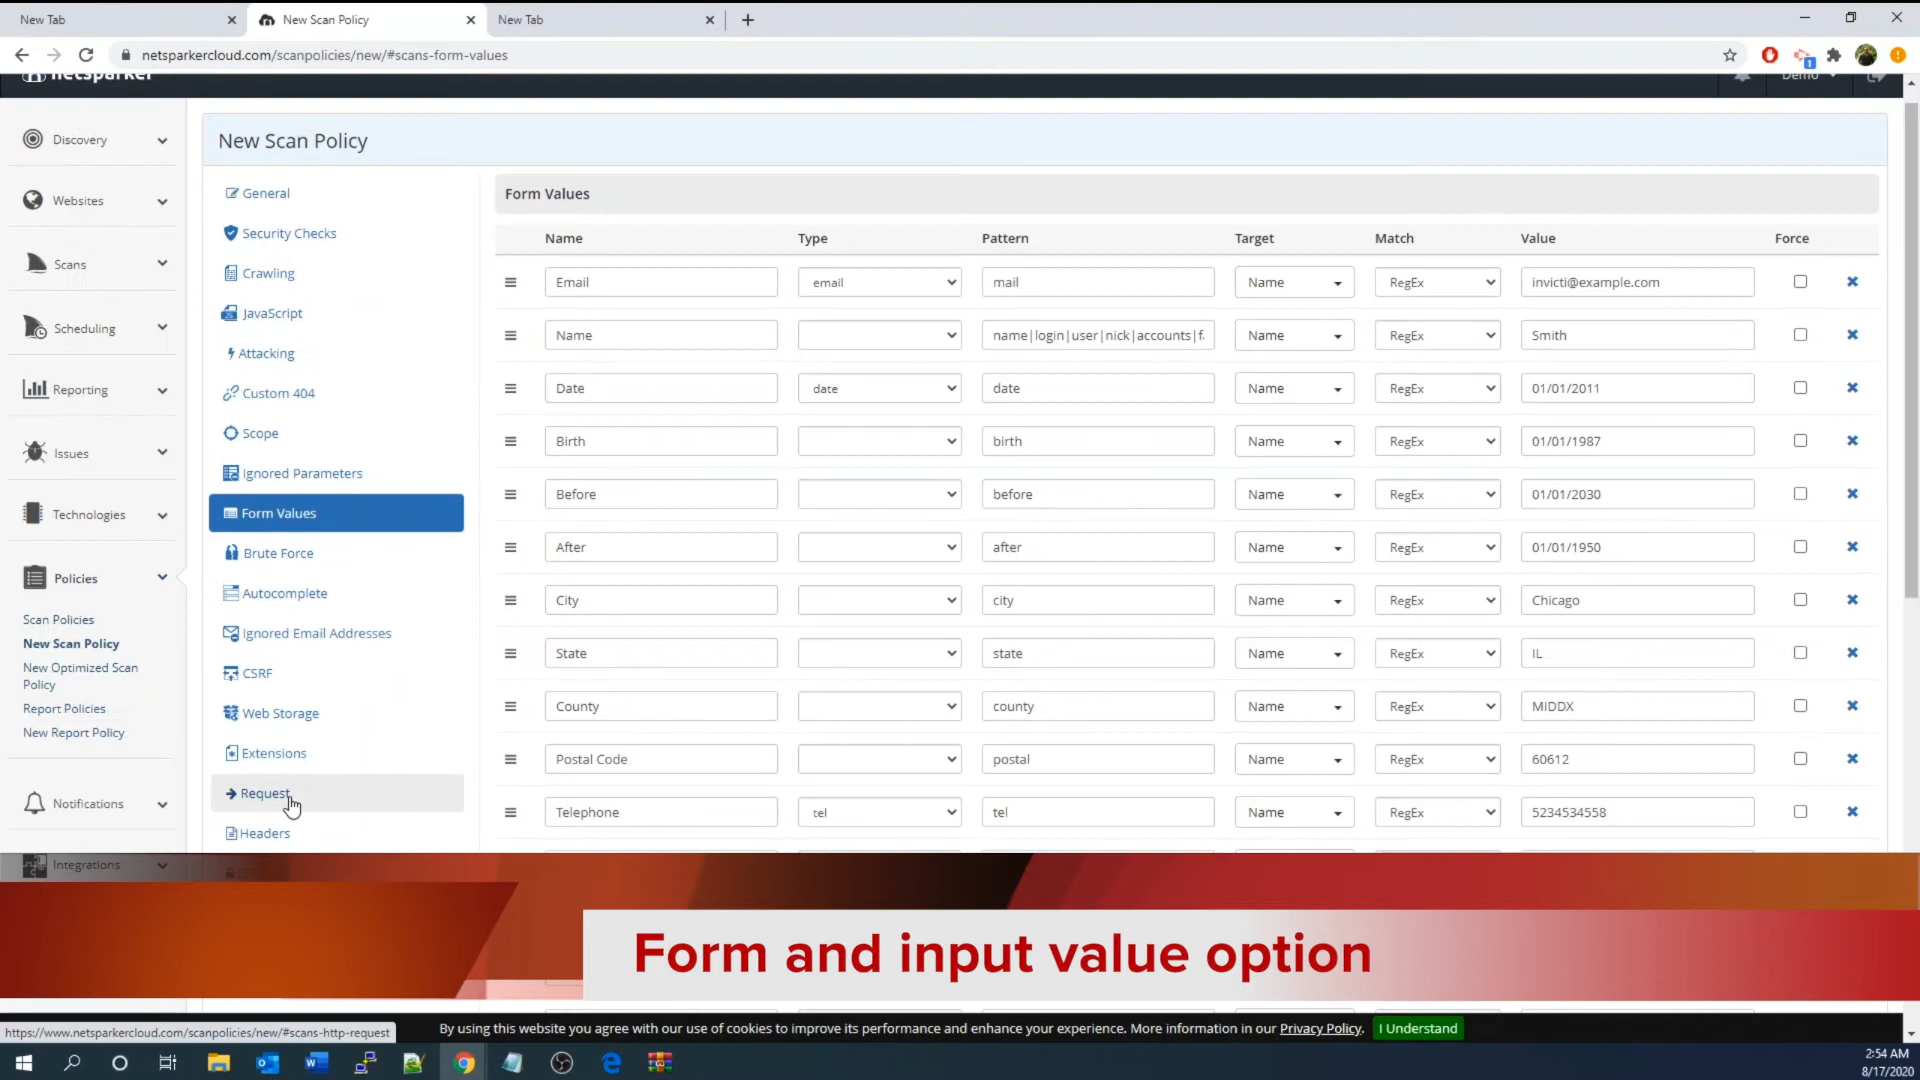 New Tab
New Scan Policy
New Tab
netsparkercloud.com/scanpolicies/new/#scans-form-values
1
netsparker
Demo
Discovery
Websites
Scans
Scheduling
Reporting
Issues
Technologies
Policies
Scan Policies
New Scan Policy
New Optimized Scan
Policy
Report Policies
New Report Policy
Notifications
Integrations
New Scan Policy
General
Security Checks
Crawling
JavaScript
Attacking
Custom 404
Scope
Ignored Parameters
Form Values
Brute Force
Autocomplete
Ignored Email Addresses
CSRF
Web Storage
Extensions
Request
Headers
Form Values
Name Type Pattern Target Match Value Force
Email email mail Name RegEx invicti@example.com
Name name|login|user|nick|accounts|f. Name RegEx Smith
Date date date Name RegEx 01/01/2011
Birth birth Name RegEx 01/01/1987
Before before Name RegEx 01/01/2030
After after Name RegEx 01/01/1950
City city Name RegEx Chicago
State state Name RegEx IL
County county Name RegEx MIDDX
Postal Code postal Name RegEx 60612
Telephone tel tel Name RegEx 5234534558
Form and input value option
https://www.netsparkercloud.com/scanpolicies/new/#scans-http-request
By using this website you agree with our use of cookies to improve its performance and enhance your experience. More information in our Privacy Policy. I Understand
2:54 AM
8/17/2020